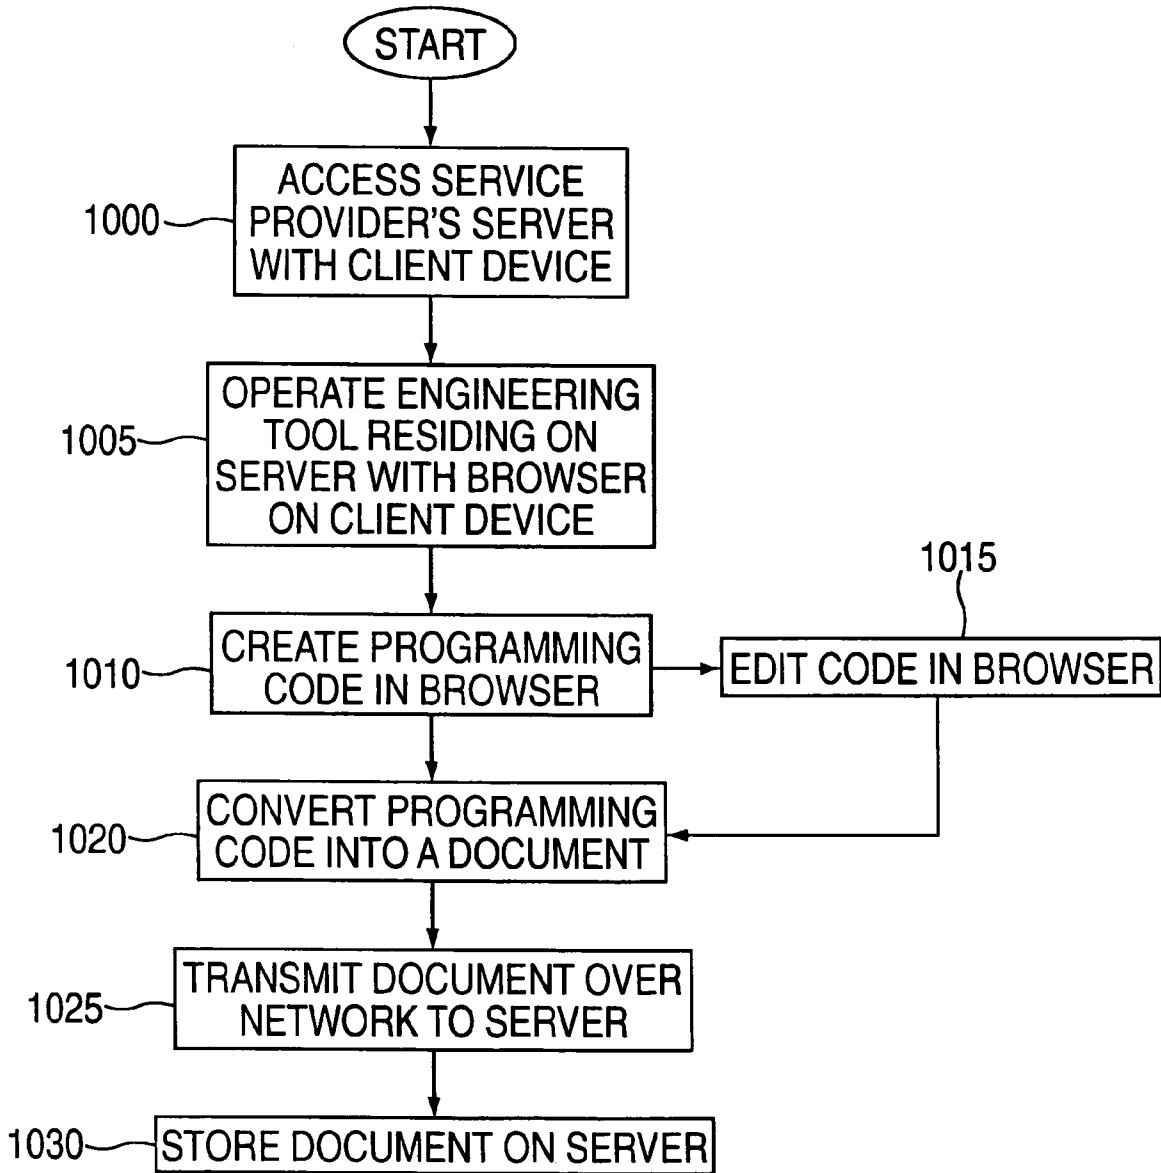 START
1000
ACCESS SERVICE
PROVIDER'S SERVER
WITH CLIENT DEVICE
1005
OPERATE ENGINEERING
TOOL RESIDING ON
SERVER WITH BROWSER
ON CLIENT DEVICE
1010
CREATE PROGRAMMING
CODE IN BROWSER
1015
EDIT CODE IN BROWSER
1020
CONVERT PROGRAMMING
CODE INTO A DOCUMENT
1025
TRANSMIT DOCUMENT OVER
NETWORK TO SERVER
1030
STORE DOCUMENT ON SERVER